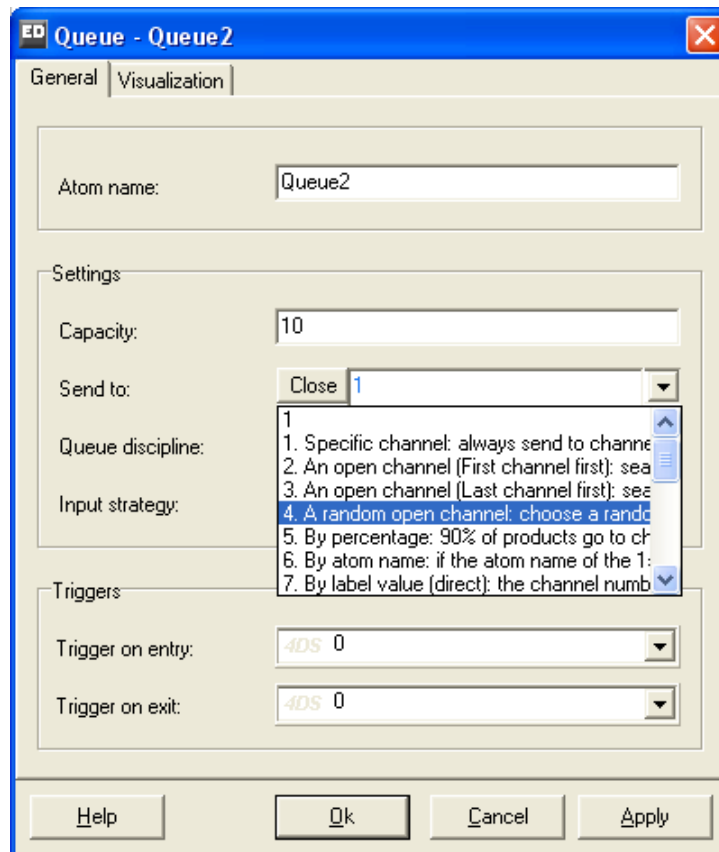 ED Queue - Queue2
General Visualization
Atom name: Queue2
Settings
Capacity: 10
Send to: Close 1
1
Queue discipline:
1. Specific channel: always send to channe
2. An open channel (First channel first): sea
3. An open channel (Last channel first): sea
Input strategy:
4. A random open channel: choose a rando
5. By percentage: 90% of products go to ch
6. By atom name: if the atom name of the 1
7. By label value (direct): the channel numb
Triggers
Trigger on entry: 4DS 0
Trigger on exit: 4DS 0
Help Ok Cancel Apply